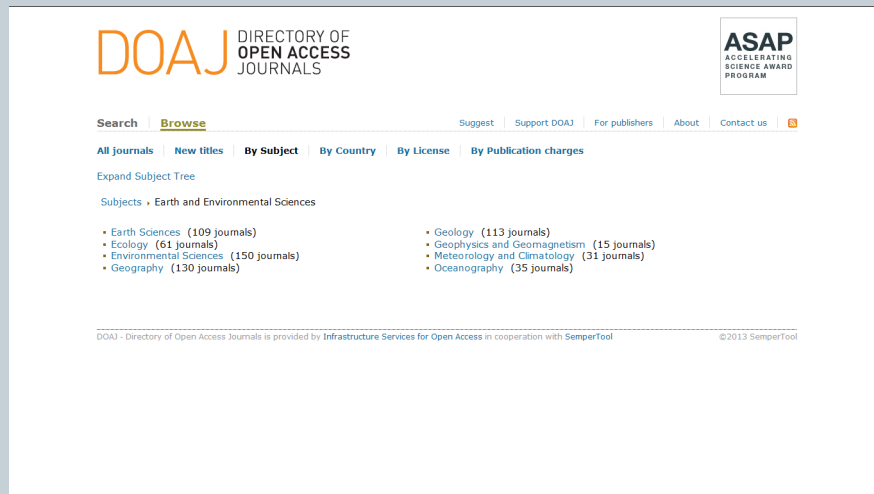 DOAJ DIRECTORY OF
OPEN ACCESS
JOURNALS
ASAP
ACCELERATING
SCIENCE AWARD
PROGRAM
Search Browse Suggest Support DOAJ For publishers About Contact us
All journals New titles By Subject By Country By License By Publication charges
Expand Subject Tree
Subjects Earth and Environmental Sciences
Earth Sciences (109 journals)
Ecology (61 journals)
Environmental Sciences (150 journals)
Geography (130 journals)
Geology (113 journals)
Geophysics and Geomagnetism (15 journals)
Meteorology and Climatology (31 journals)
Oceanography (35 journals)
DOAJ - Directory of Open Access Journals is provided by Infrastructure Services for Open Access in cooperation with SemperTool ©2013 SemperTool